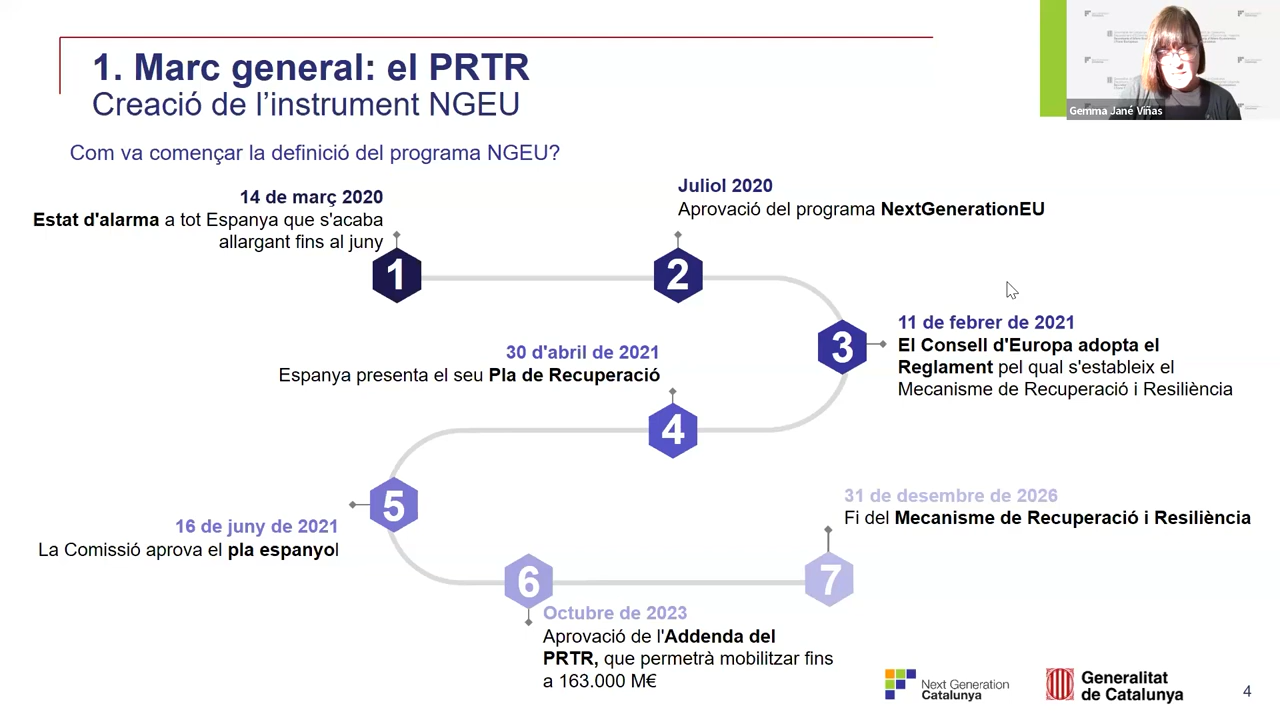 1. Marc general: el PRTR
Creació de l'instrument NGEU
Gemma Jané Viñas
Com va començar la definició del programa NGEU?
14 de març 2020
Estat d'alarma a tot Espanya que s'acaba
allargant fins al juny
1
Juliol 2020
Aprovació del programa NextGenerationEU
2
11 de febrer de 2021
El Consell d'Europa adopta el
Reglament pel qual s'estableix el
Mecanisme de Recuperació i Resiliència
3
30 d'abril de 2021
Espanya presenta el seu Pla de Recuperació
4
16 de juny de 2021
La Comissió aprova el pla espanyol
5
6
Octubre de 2023
Aprovació de l'Addenda del
PRTR, que permetrà mobilitzar fins
a 163.000 M€
31 de desembre de 2026
Fi del Mecanisme de Recuperació i Resiliència
7
Next Generation
Catalunya
Generalitat
de Catalunya
4